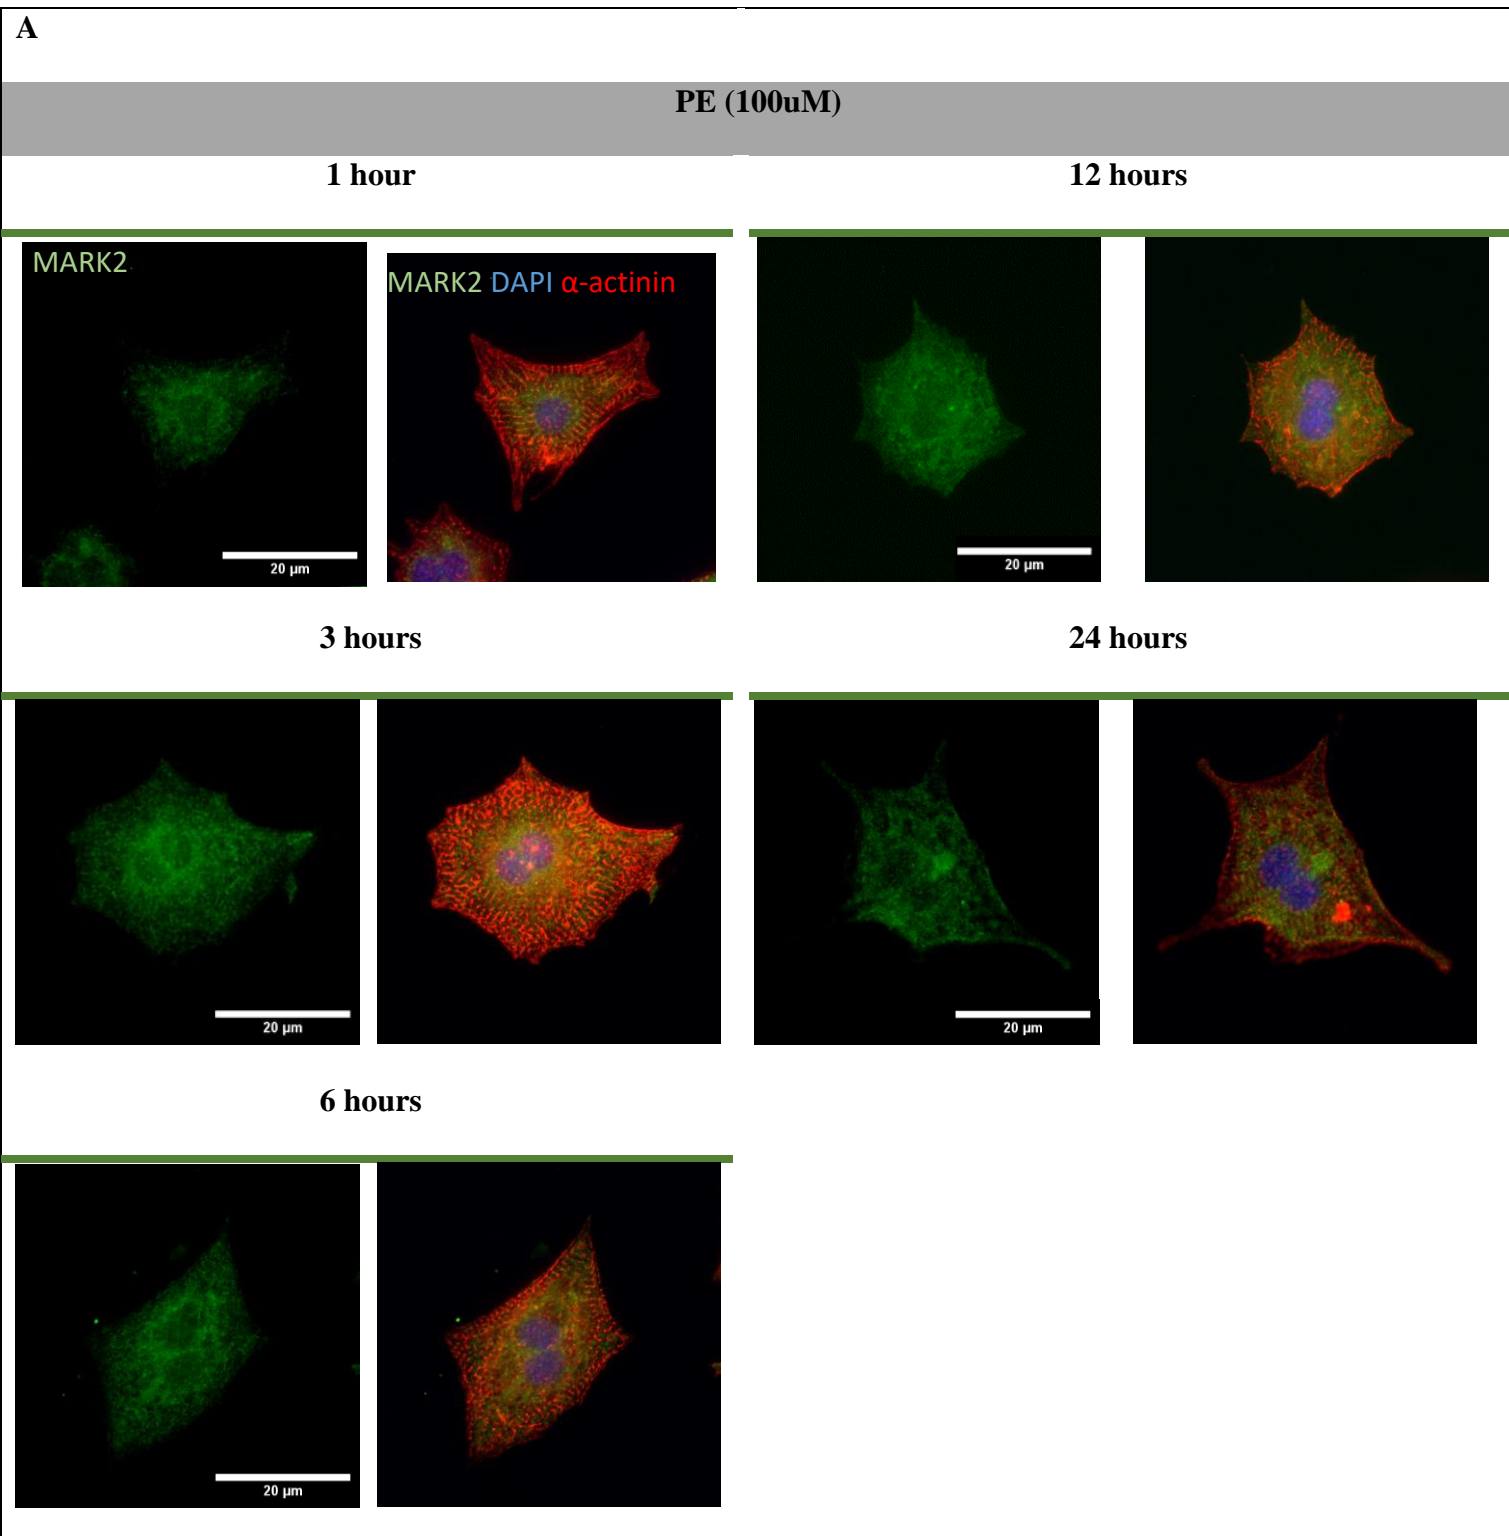 A
PE (100uM)
1 hour
12 hours
MARK2
MARK2 DAPI α-actinin
20 µm
20 µm
3 hours
24 hours
20 µm
20 µm
6 hours
20 µm